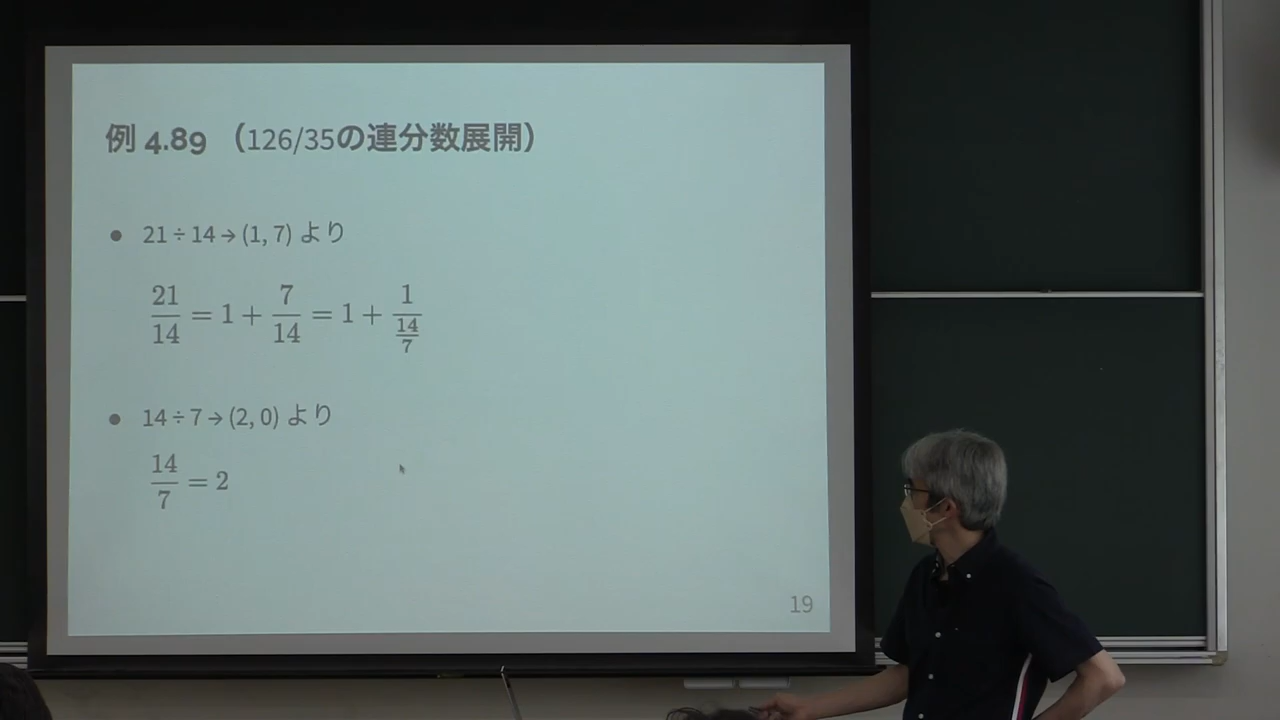 例 4.89 （126/35の連分数展開）
● 21 ÷ 14 → (1, 7) より
21/14 = 1 + 7/14 = 1 + 1/(14/7)
● 14 ÷ 7 → (2, 0) より
14/7 = 2
19